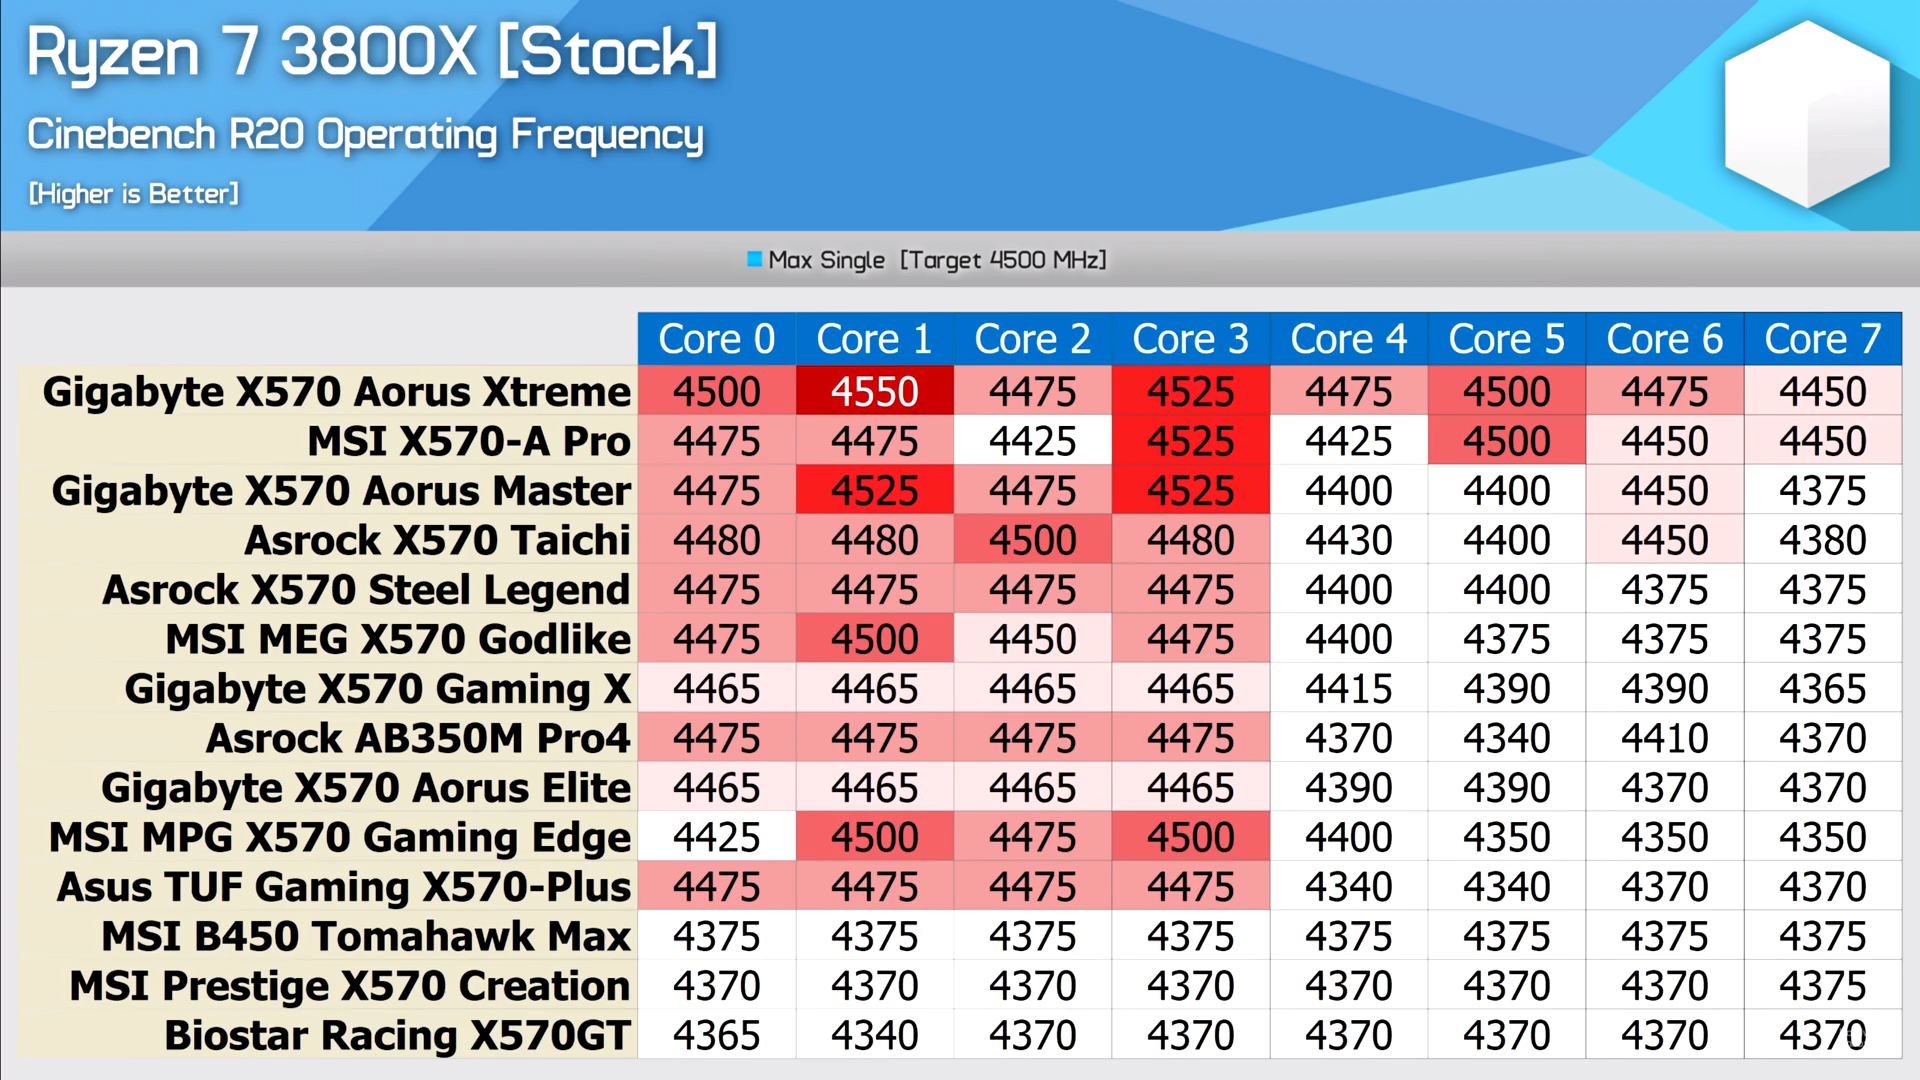 Ryzen 7 3800X [Stock]
Cinebench R20 Operating Frequency
[Higher is Better]
Max Single [Target 4500 MHz]
Core 0 Core 1 Core 2 Core 3 Core 4 Core 5 Core 6 Core 7
Gigabyte X570 Aorus Xtreme 4500 4550 4475 4525 4475 4500 4475 4450
MSI X570-A Pro 4475 4475 4425 4525 4425 4500 4450 4450
Gigabyte X570 Aorus Master 4475 4525 4475 4525 4400 4400 4450 4375
Asrock X570 Taichi 4480 4480 4500 4480 4430 4400 4450 4380
Asrock X570 Steel Legend 4475 4475 4475 4475 4400 4400 4375 4375
MSI MEG X570 Godlike 4475 4500 4450 4475 4400 4375 4375 4375
Gigabyte X570 Gaming X 4465 4465 4465 4465 4415 4390 4390 4365
Asrock AB350M Pro4 4475 4475 4475 4475 4370 4340 4410 4370
Gigabyte X570 Aorus Elite 4465 4465 4465 4465 4390 4390 4370 4370
MSI MPG X570 Gaming Edge 4425 4500 4475 4500 4400 4350 4350 4350
Asus TUF Gaming X570-Plus 4475 4475 4475 4475 4340 4340 4370 4370
MSI B450 Tomahawk Max 4375 4375 4375 4375 4375 4375 4375 4375
MSI Prestige X570 Creation 4370 4370 4370 4370 4370 4370 4370 4375
Biostar Racing X570GT 4365 4340 4370 4370 4370 4370 4370 4370